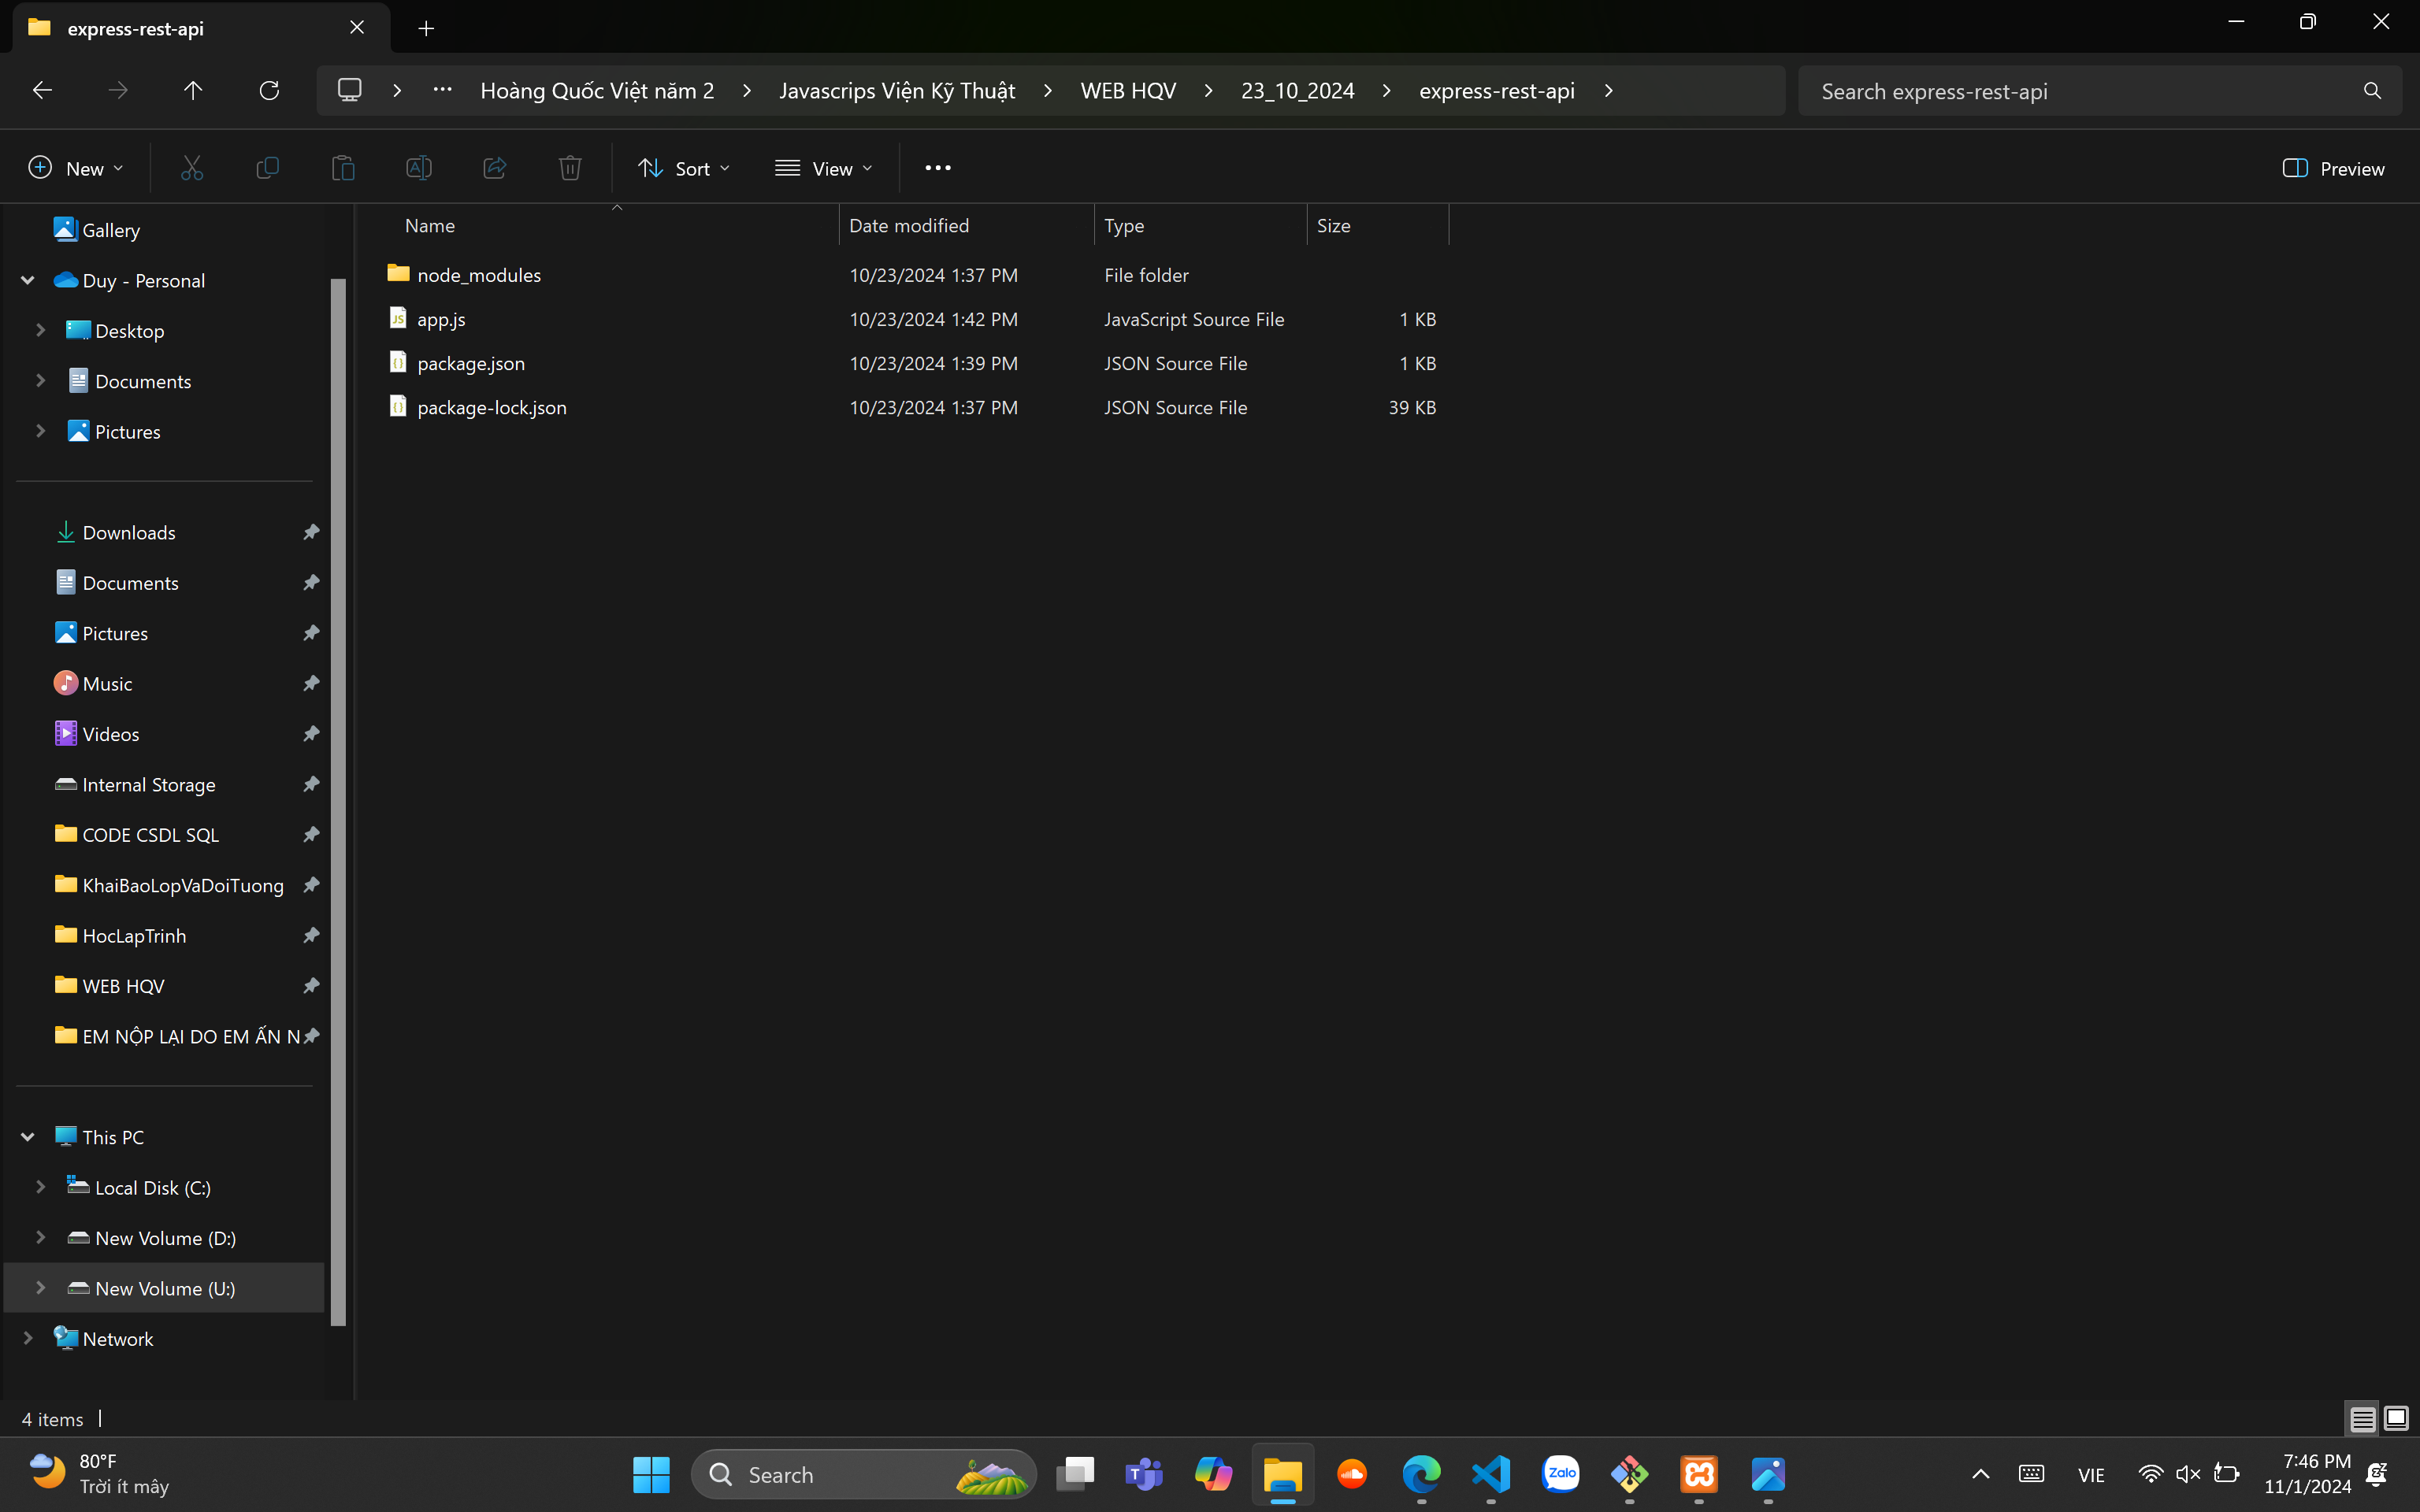 express-rest-api
Hoàng Quốc Việt năm 2 Javascrips Viện Kỹ Thuật WEB HQV 23_10_2024 express-rest-api
Search express-rest-api
New Sort View Preview
Name Date modified Type Size
node_modules 10/23/2024 1:37 PM File folder
app.js 10/23/2024 1:42 PM JavaScript Source File 1 KB
package.json 10/23/2024 1:39 PM JSON Source File 1 KB
package-lock.json 10/23/2024 1:37 PM JSON Source File 39 KB
Gallery
Duy - Personal
Desktop
Documents
Pictures
Downloads
Documents
Pictures
Music
Videos
Internal Storage
CODE CSDL SQL
KhaiBaoLopVaDoiTuong
HocLapTrinh
WEB HQV
EM NỘP LẠI DO EM ẤN N
This PC
Local Disk (C:)
New Volume (D:)
New Volume (U:)
Network
4 items
80°F
Trời ít mây
Search
Zalo
VIE
7:46 PM
11/1/2024